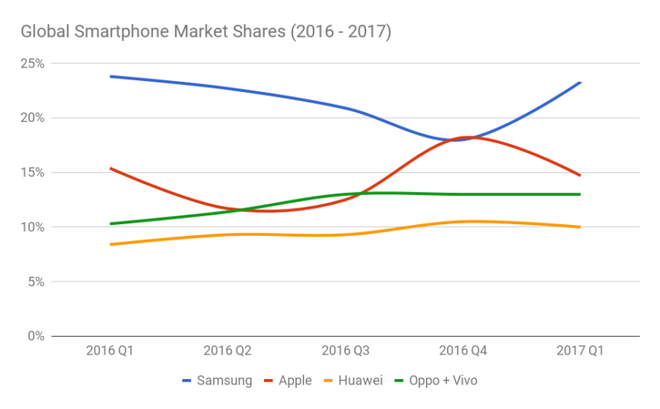 Global Smartphone Market Shares (2016 - 2017)
25%
20%
15%
10%
5%
0%
2016 Q1 2016 Q2 2016 Q3 2016 Q4 2017 Q1
Samsung Apple Huawei Oppo + Vivo